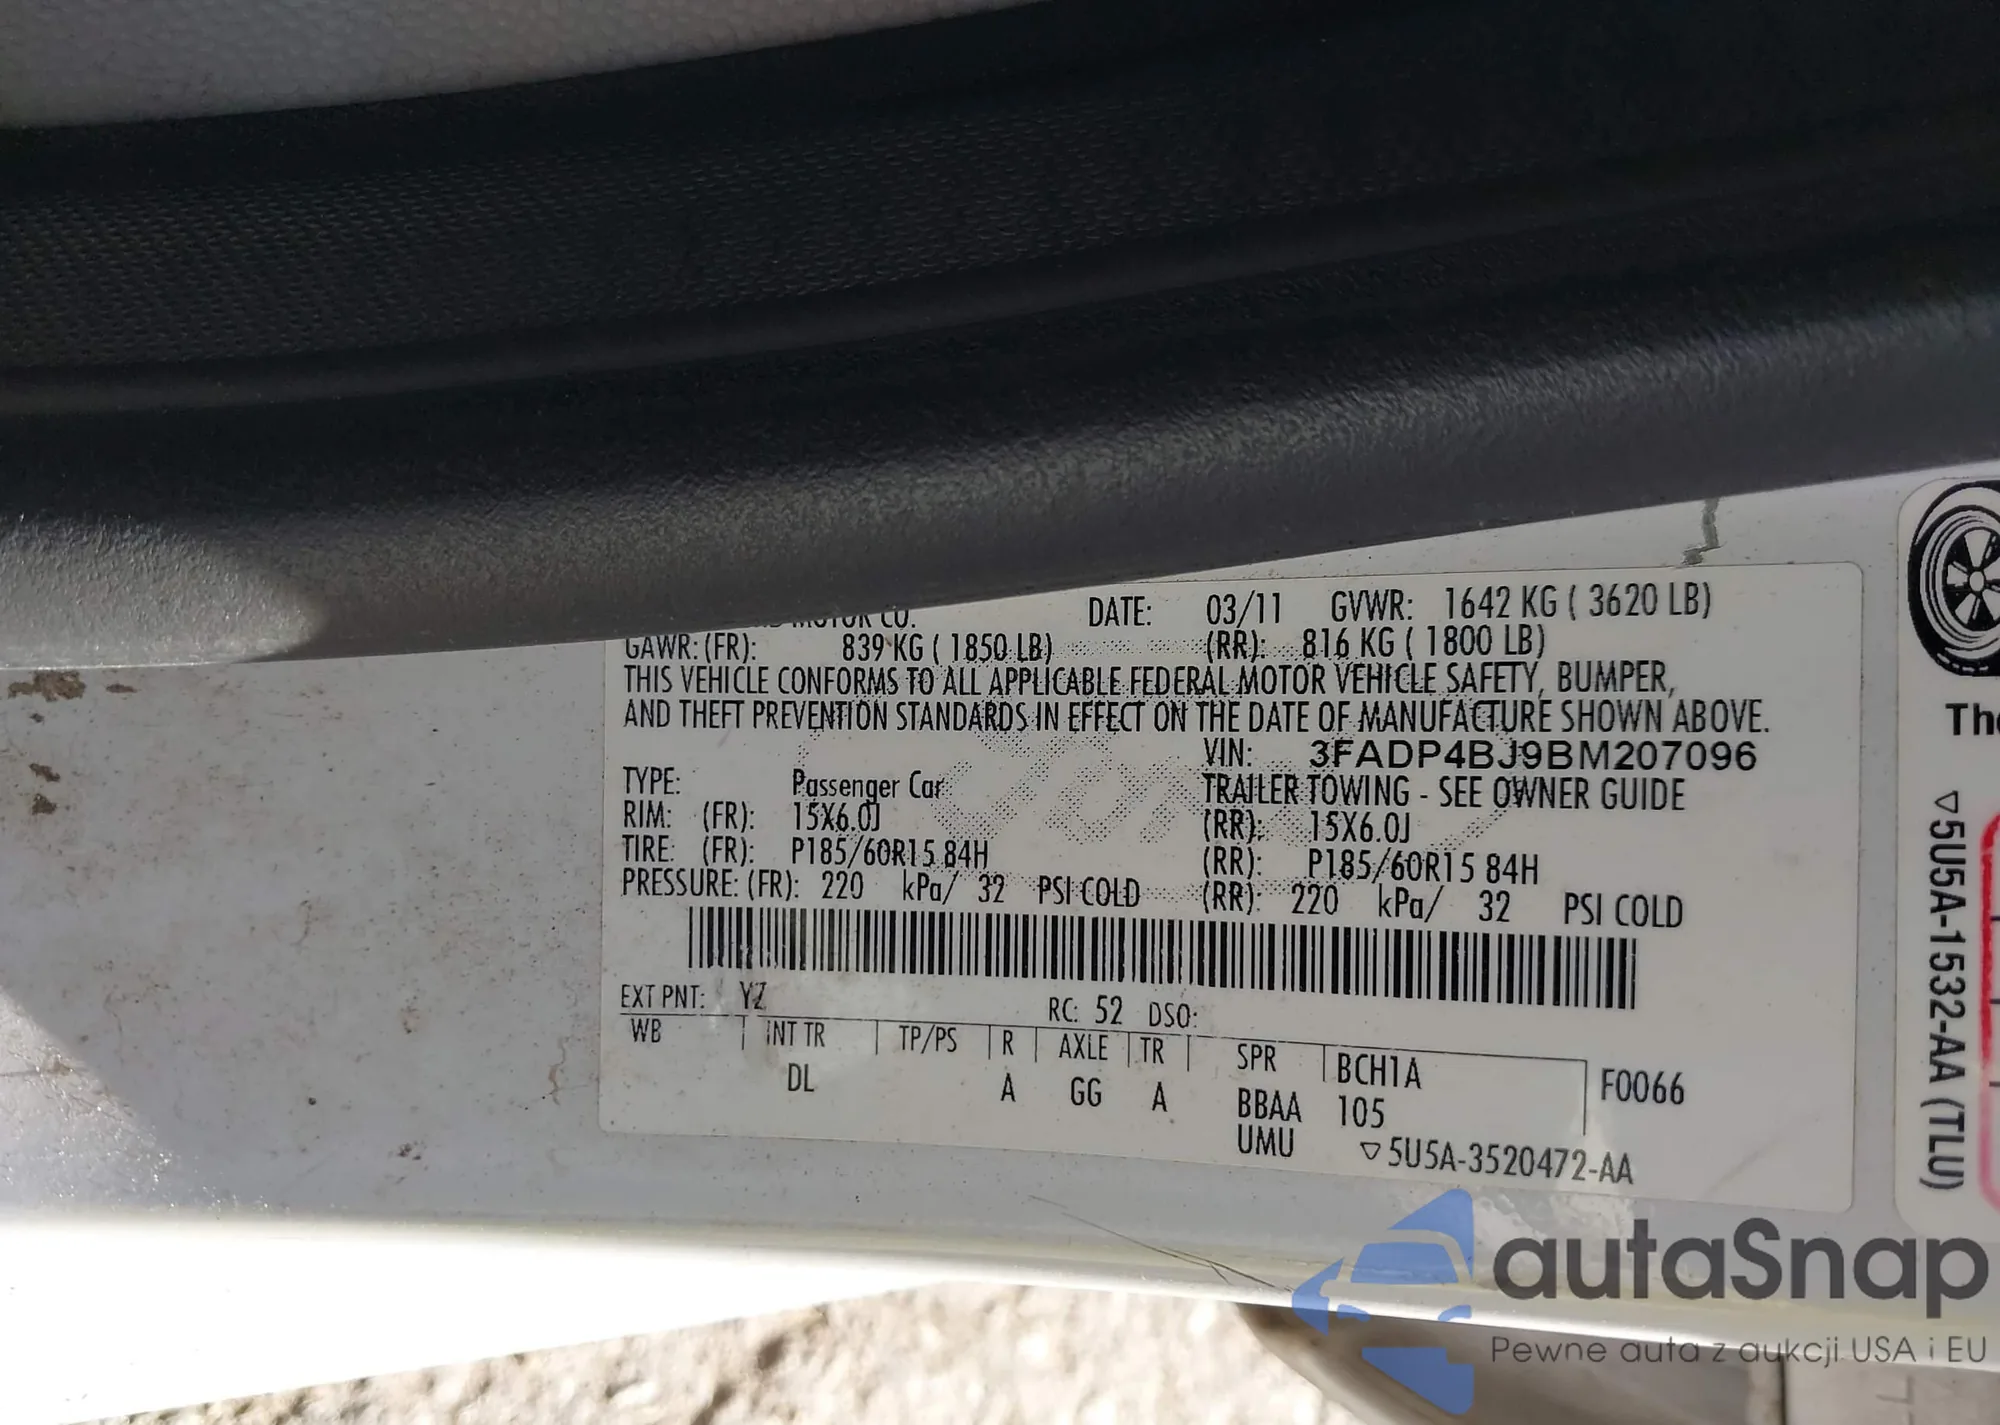 MOTOR CO. DATE: 03/11 GVWR: 1642 KG ( 3620 LB)
GAWR: (FR): 839 KG ( 1850 LB) (RR): 816 KG ( 1800 LB)
THIS VEHICLE CONFORMS TO ALL APPLICABLE FEDERAL MOTOR VEHICLE SAFETY, BUMPER,
AND THEFT PREVENTION STANDARDS IN EFFECT ON THE DATE OF MANUFACTURE SHOWN ABOVE.
VIN: 3FADP4BJ9BM207096
TYPE: Passenger Car TRAILER TOWING - SEE OWNER GUIDE
RIM: (FR): 15X6.0J (RR): 15X6.0J
TIRE: (FR): P185/60R15 84H (RR): P185/60R15 84H
PRESSURE: (FR): 220 kPa/ 32 PSI COLD (RR): 220 kPa/ 32 PSI COLD
EXT PNT: YZ RC: 52 DSO:
WB INT TR TP/PS R AXLE TR SPR BCH1A F0066
DL A GG A BBAA 105
UMU ▽5U5A-3520472-AA
▽5U5A-1532-AA (TLU)
autaSnap
Pewne auta z aukcji USA i EU